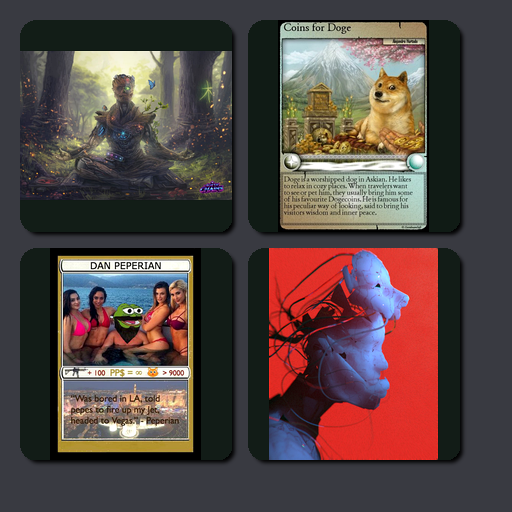 Coins for Doge
Doge is a worshipped dog in Askian. He likes
to relax in cozy places. When travelers want
to see or pet him, they usually bring him some
of his favourite Dogecoins. He is famous for
his peculiar way of looking, said to bring his
visitors wisdom and inner peace.
DAN PEPERIAN
+ 100 PP$ = ∞ > 9000
"Was bored in LA, told
pepes to fire up my Jet,
headed to Vegas." - Peperian